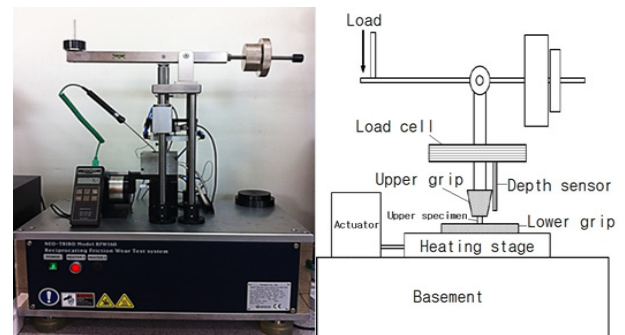 NEO-TRIBO Model RFW160
Reciprocating Friction Wear Test system
Load
Load cell
Upper grip
Depth sensor
Upper specimen
Lower grip
Actuator
Heating stage
Basement